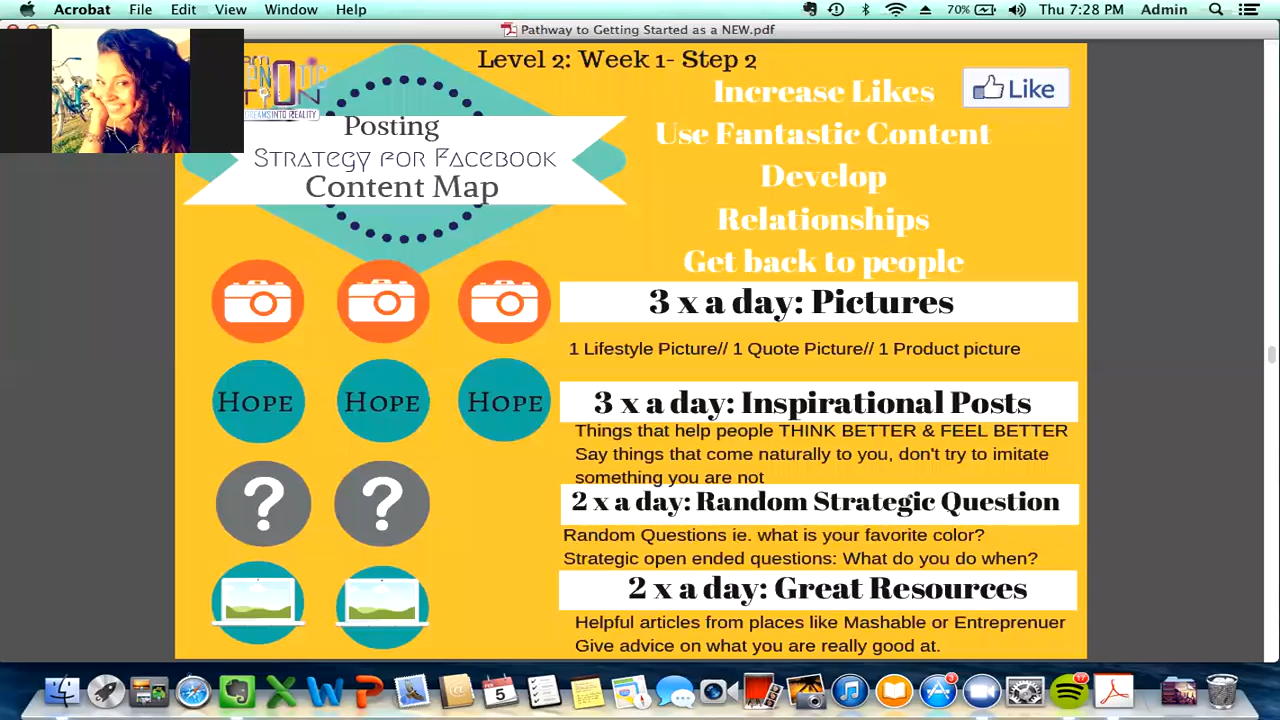 Acrobat File Edit View Window Help
70% Thu 7:28 PM Admin
Pathway to Getting Started as a NEW.pdf
Level 2: Week 1- Step 2
DREAMS INTO REALITY
Posting
Strategy for Facebook
Content Map
Increase Likes
Like
Use Fantastic Content
Develop
Relationships
Get back to people
3 x a day: Pictures
1 Lifestyle Picture// 1 Quote Picture// 1 Product picture
Hope Hope Hope
3 x a day: Inspirational Posts
Things that help people THINK BETTER & FEEL BETTER
Say things that come naturally to you, don't try to imitate
something you are not
? ?
2 x a day: Random Strategic Question
Random Questions ie. what is your favorite color?
Strategic open ended questions: What do you do when?
2 x a day: Great Resources
Helpful articles from places like Mashable or Entreprenuer
Give advice on what you are really good at.
5
3